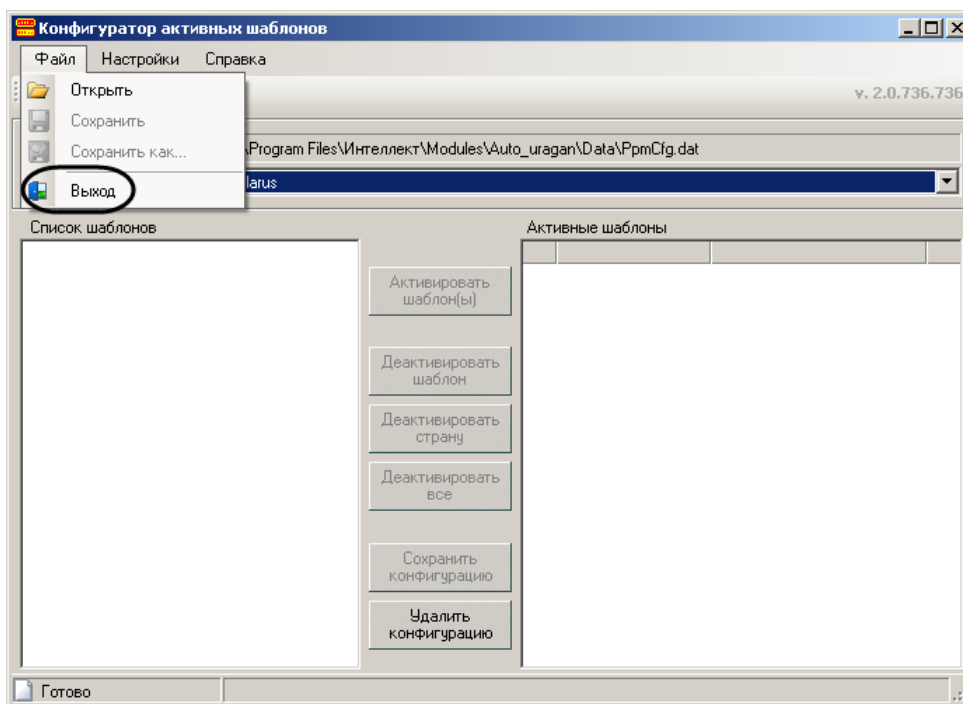 Конфигуратор активных шаблонов
Файл Настройки Справка
Открыть
v. 2.0.736.736
Сохранить
Сохранить как...
\Program Files\Интеллект\Modules\Auto_uragan\Data\PpmCfg.dat
larus
Выход
Список шаблонов
Активные шаблоны
Активировать
шаблон(ы)
Деактивировать
шаблон
Деактивировать
страну
Деактивировать
все
Сохранить
конфигурацию
Удалить
конфигурацию
Готово